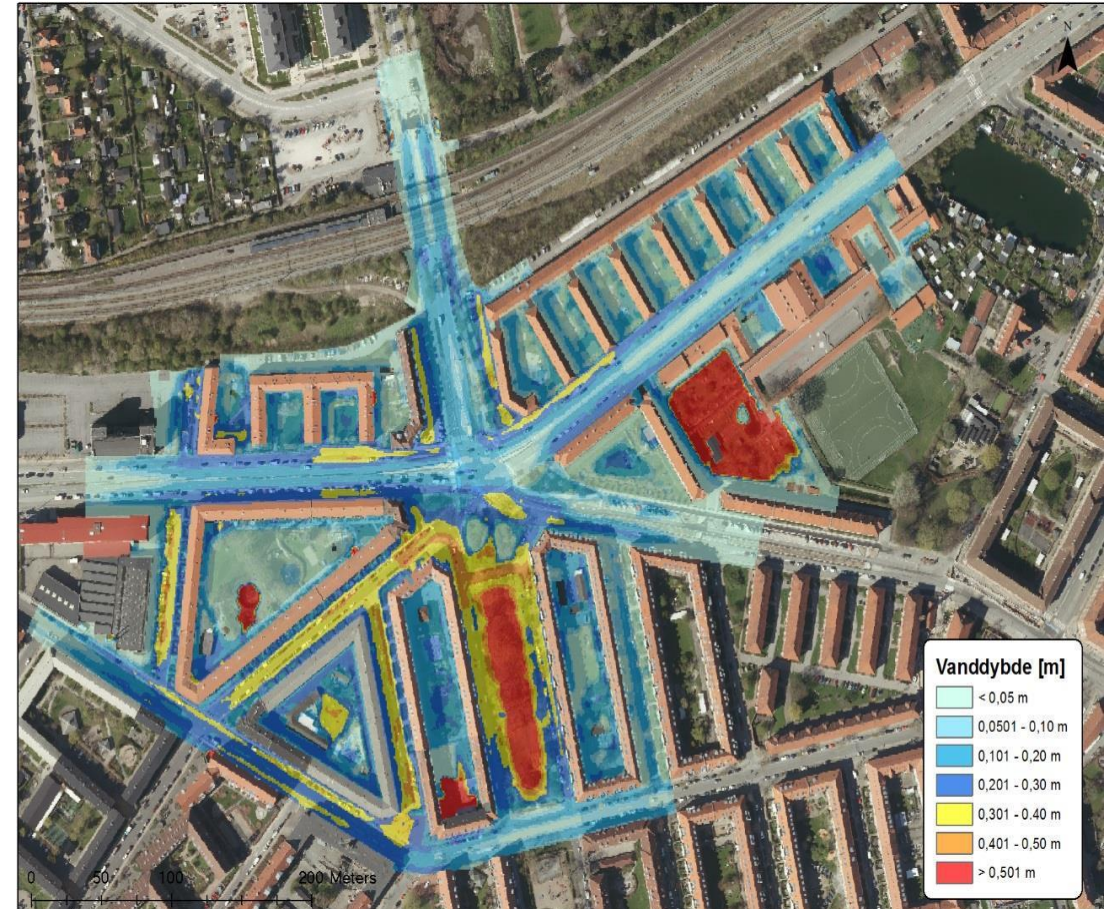 N
Vanddybde [m]
< 0,05 m
0,0501 - 0,10 m
0,101 - 0,20 m
0,201 - 0,30 m
0,301 - 0,40 m
0,401 - 0,50 m
> 0,501 m
0 50 100 200 Meters